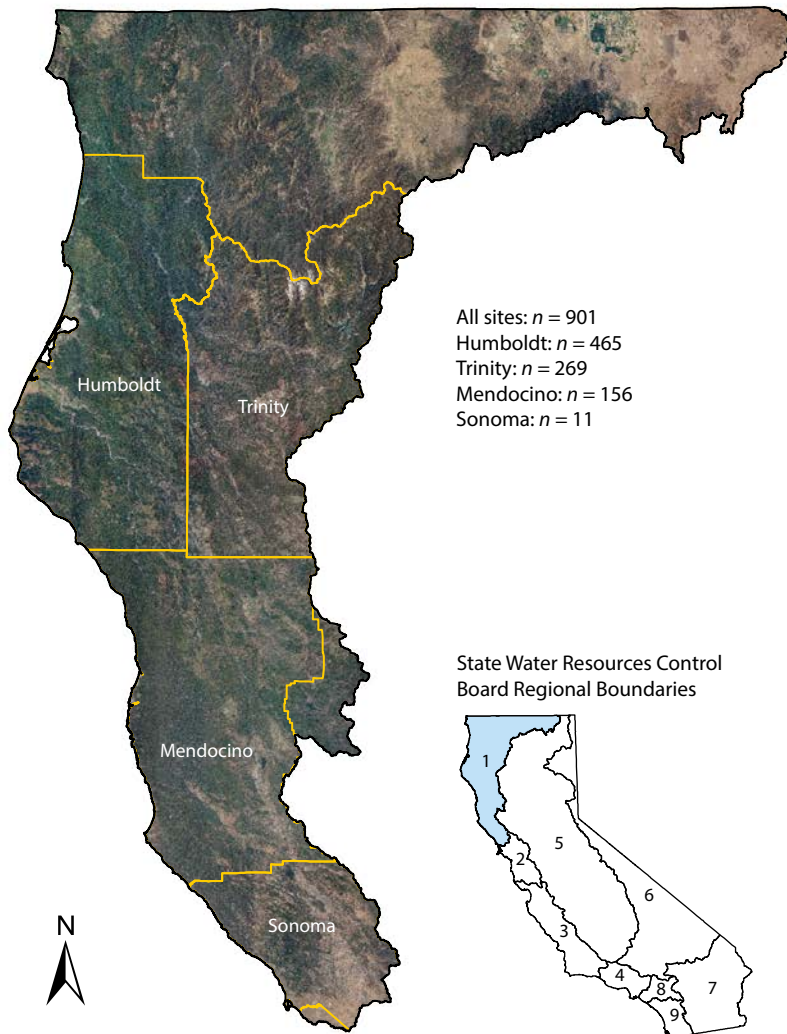 Humboldt
Trinity
All sites: n = 901
Humboldt: n = 465
Trinity: n = 269
Mendocino: n = 156
Sonoma: n = 11
Mendocino
Sonoma
N
State Water Resources Control
Board Regional Boundaries
1
5
2
6
3
4
8
7
9